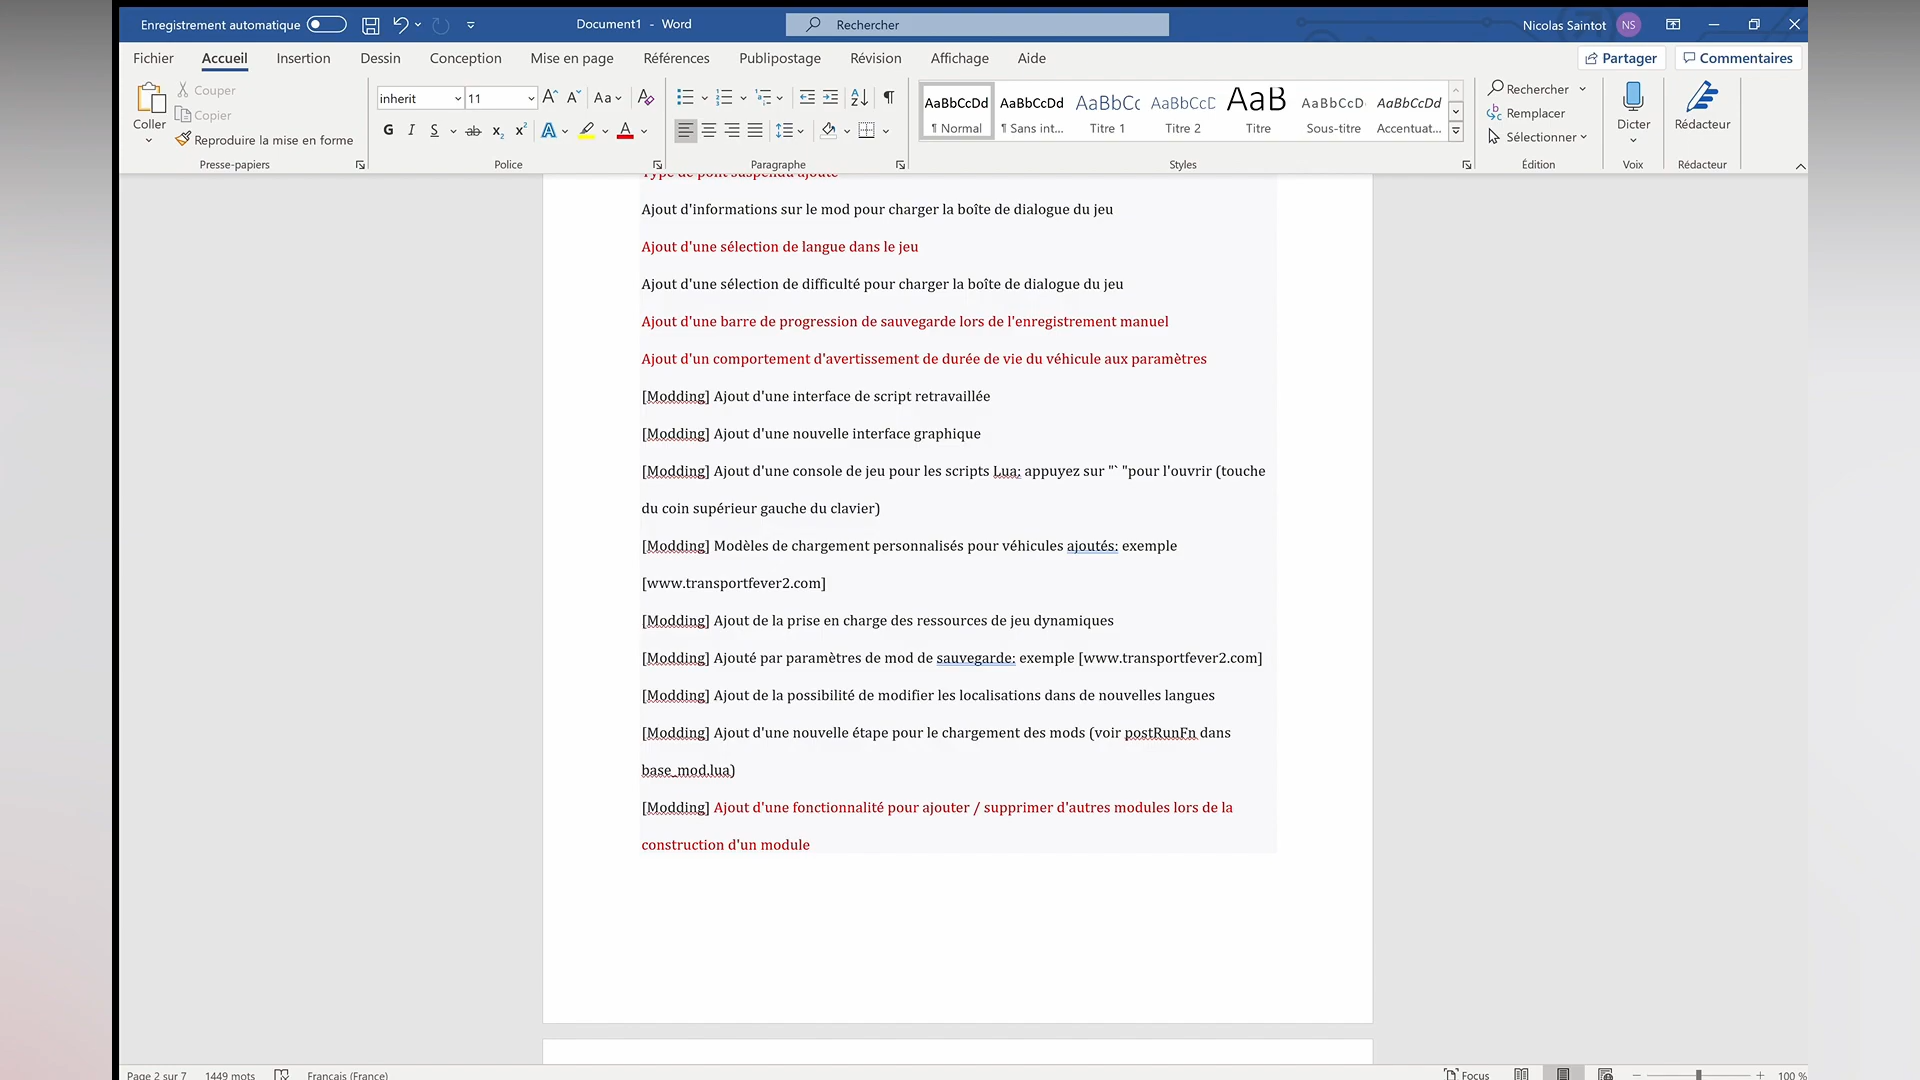 Enregistrement automatique
Document1 - Word
Rechercher
Nicolas Saintot NS
Fichier Accueil Insertion Dessin Conception Mise en page Références Publipostage Révision Affichage Aide
Partager Commentaires
Coller
Couper
Copier
Reproduire la mise en forme
Presse-papiers
inherit 11
Aa
G I S ab x₂ x² A A
Police
Paragraphe
AaBbCcDd AaBbCcDd AaBbCc AaBbCcC AaB AaBbCcD AaBbCcDd
¶ Normal ¶ Sans int... Titre 1 Titre 2 Titre Sous-titre Accentuat...
Styles
Rechercher
Remplacer
Sélectionner
Édition
Dicter
Voix
Rédacteur
Rédacteur
Type de pont suspendu ajouté
Ajout d'informations sur le mod pour charger la boîte de dialogue du jeu
Ajout d'une sélection de langue dans le jeu
Ajout d'une sélection de difficulté pour charger la boîte de dialogue du jeu
Ajout d'une barre de progression de sauvegarde lors de l'enregistrement manuel
Ajout d'un comportement d'avertissement de durée de vie du véhicule aux paramètres
[Modding] Ajout d'une interface de script retravaillée
[Modding] Ajout d'une nouvelle interface graphique
[Modding] Ajout d'une console de jeu pour les scripts Lua; appuyez sur "` "pour l'ouvrir (touche
du coin supérieur gauche du clavier)
[Modding] Modèles de chargement personnalisés pour véhicules ajoutés: exemple
[www.transportfever2.com]
[Modding] Ajout de la prise en charge des ressources de jeu dynamiques
[Modding] Ajouté par paramètres de mod de sauvegarde: exemple [www.transportfever2.com]
[Modding] Ajout de la possibilité de modifier les localisations dans de nouvelles langues
[Modding] Ajout d'une nouvelle étape pour le chargement des mods (voir postRunFn dans
base_mod.lua)
[Modding] Ajout d'une fonctionnalité pour ajouter / supprimer d'autres modules lors de la
construction d'un module
Page 2 sur 7 1449 mots Français (France)
Focus
100 %